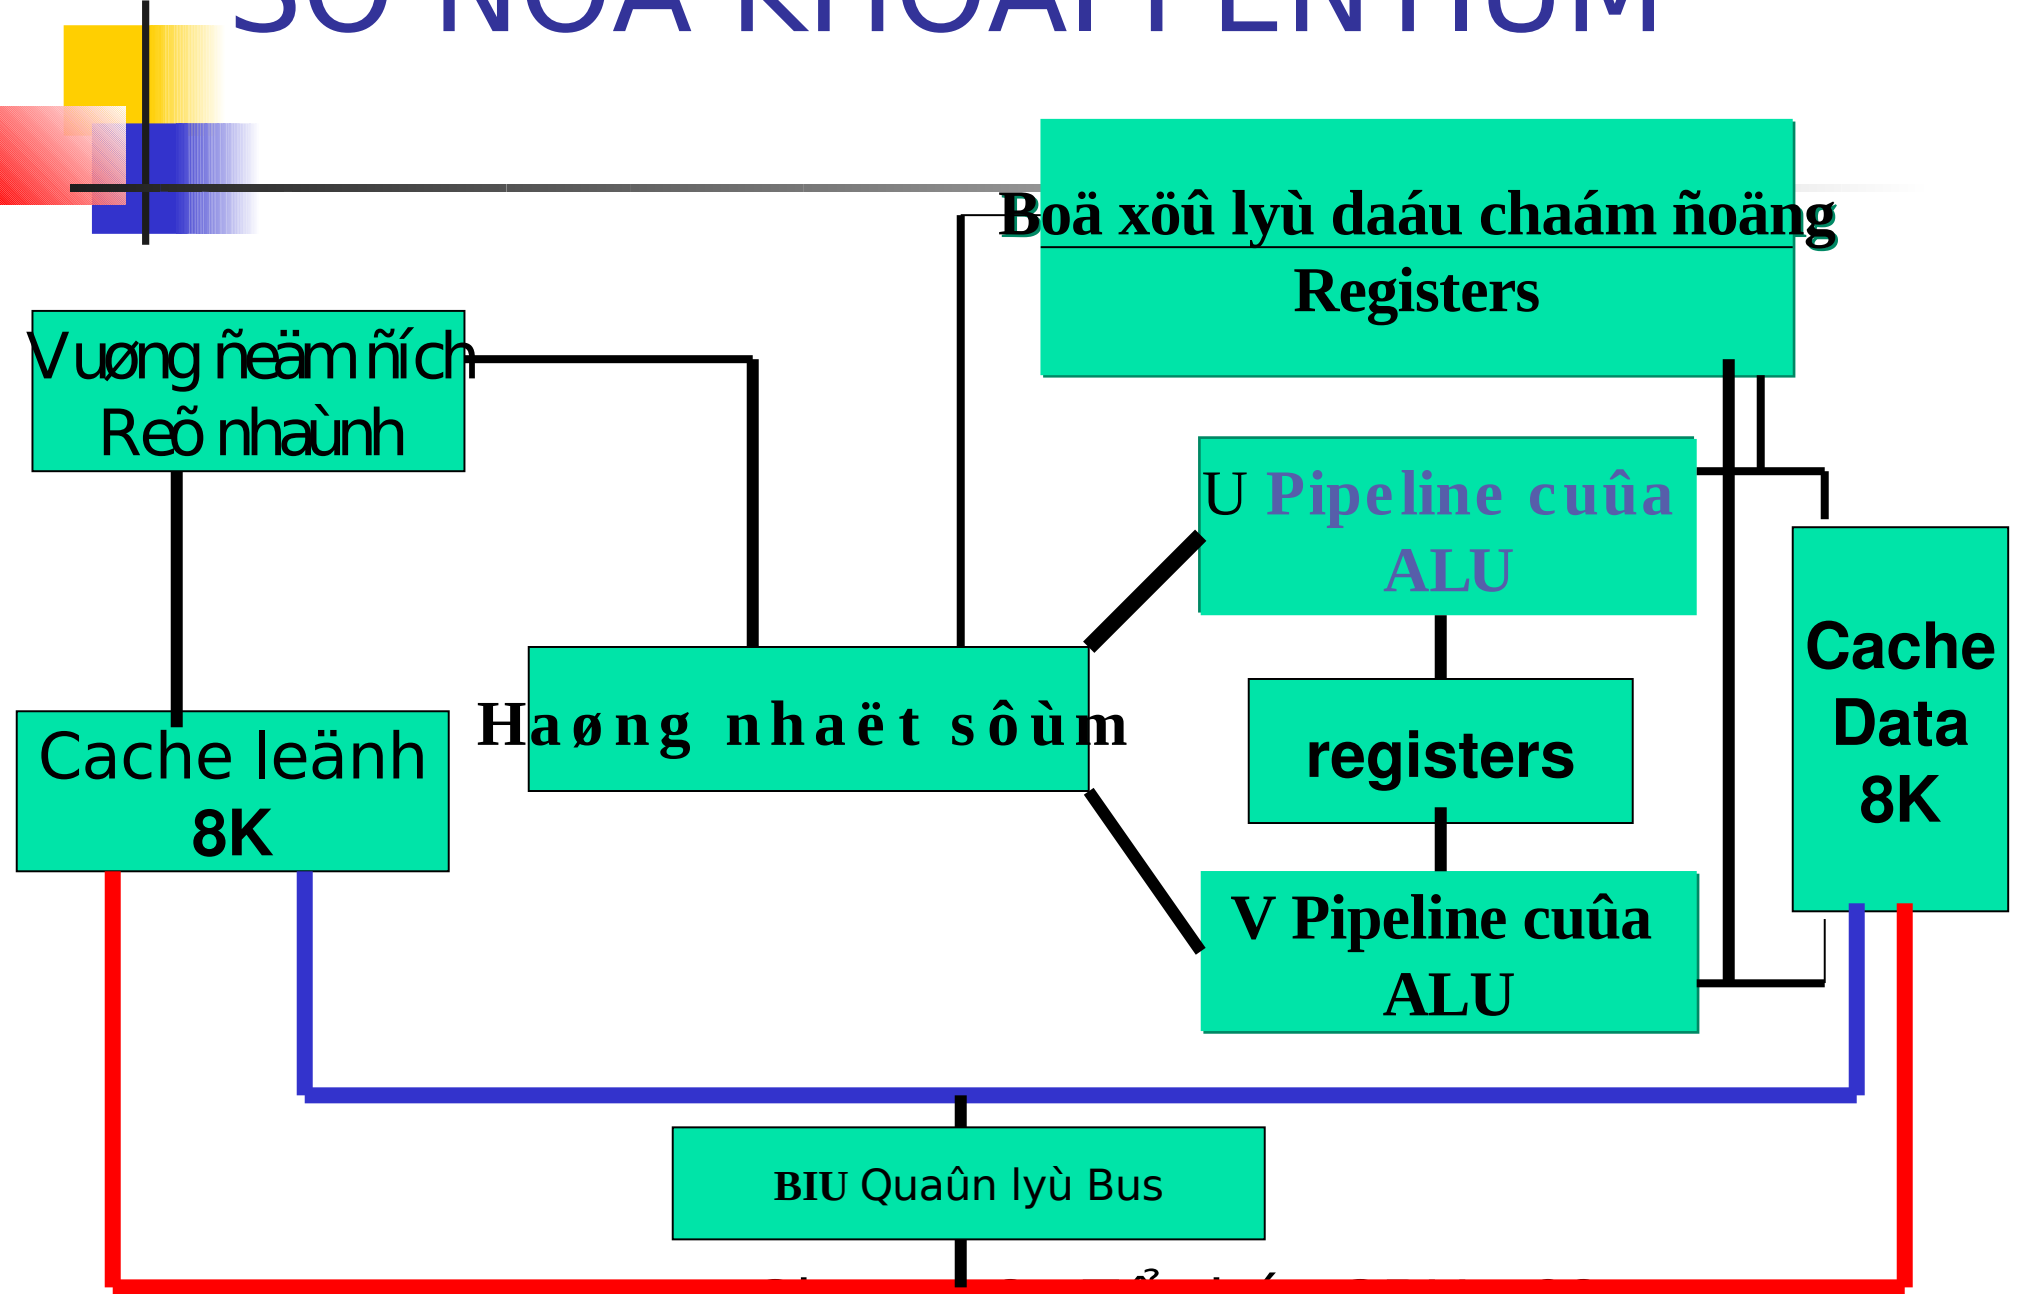 PENTIUM
Boä xöû lyù daáu chaám ñoäng
Registers
Vuøng ñeäm ñích
Reõ nhaùnh
U Pipeline cuûa
ALU
Cache
Data
8K
Haøng nhaët sôùm
registers
Cache leänh
8K
V Pipeline cuûa
ALU
BIU Quaûn lyù Bus